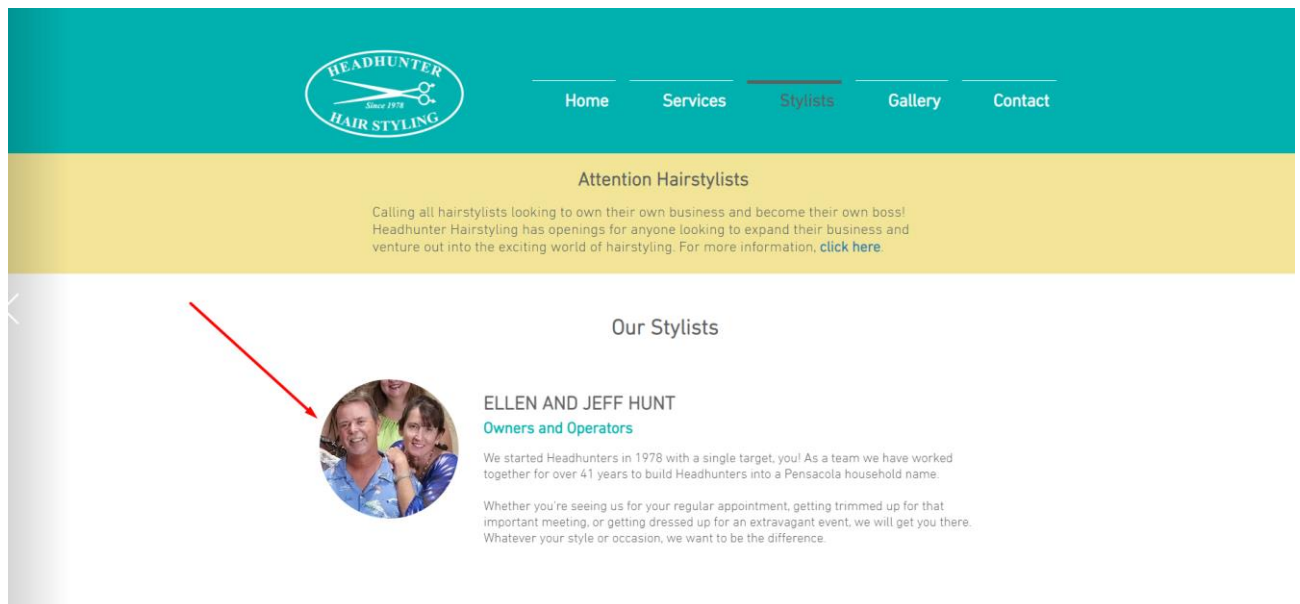 HEADHUNTER
Since 1978
HAIR STYLING
Home Services Stylists Gallery Contact
Attention Hairstylists
Calling all hairstylists looking to own their own business and become their own boss!
Headhunter Hairstyling has openings for anyone looking to expand their business and
venture out into the exciting world of hairstyling. For more information, click here.
Our Stylists
ELLEN AND JEFF HUNT
Owners and Operators
We started Headhunters in 1978 with a single target, you! As a team we have worked
together for over 41 years to build Headhunters into a Pensacola household name.
Whether you're seeing us for your regular appointment, getting trimmed up for that
important meeting, or getting dressed up for an extravagant event, we will get you there.
Whatever your style or occasion, we want to be the difference.